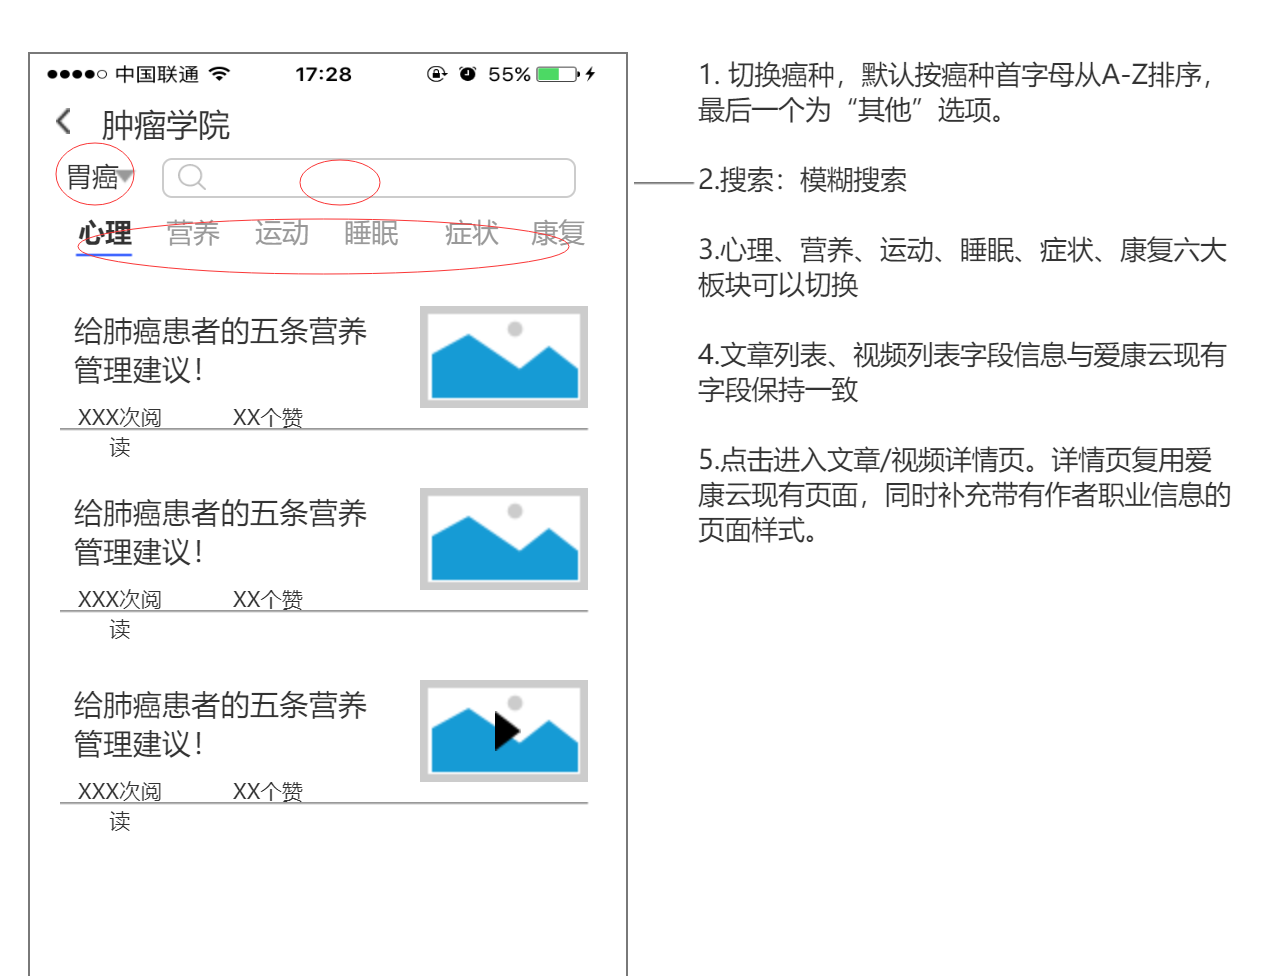 中国联通 17:28 55%
肿瘤学院
胃癌
心理 营养 运动 睡眠 症状 康复
给肺癌患者的五条营养
管理建议！
XXX次阅 XX个赞
读
给肺癌患者的五条营养
管理建议！
XXX次阅 XX个赞
读
给肺癌患者的五条营养
管理建议！
XXX次阅 XX个赞
读
1. 切换癌种，默认按癌种首字母从A-Z排序，
最后一个为“其他”选项。
2.搜索：模糊搜索
3.心理、营养、运动、睡眠、症状、康复六大
板块可以切换
4.文章列表、视频列表字段信息与爱康云现有
字段保持一致
5.点击进入文章/视频详情页。详情页复用爱
康云现有页面，同时补充带有作者职业信息的
页面样式。